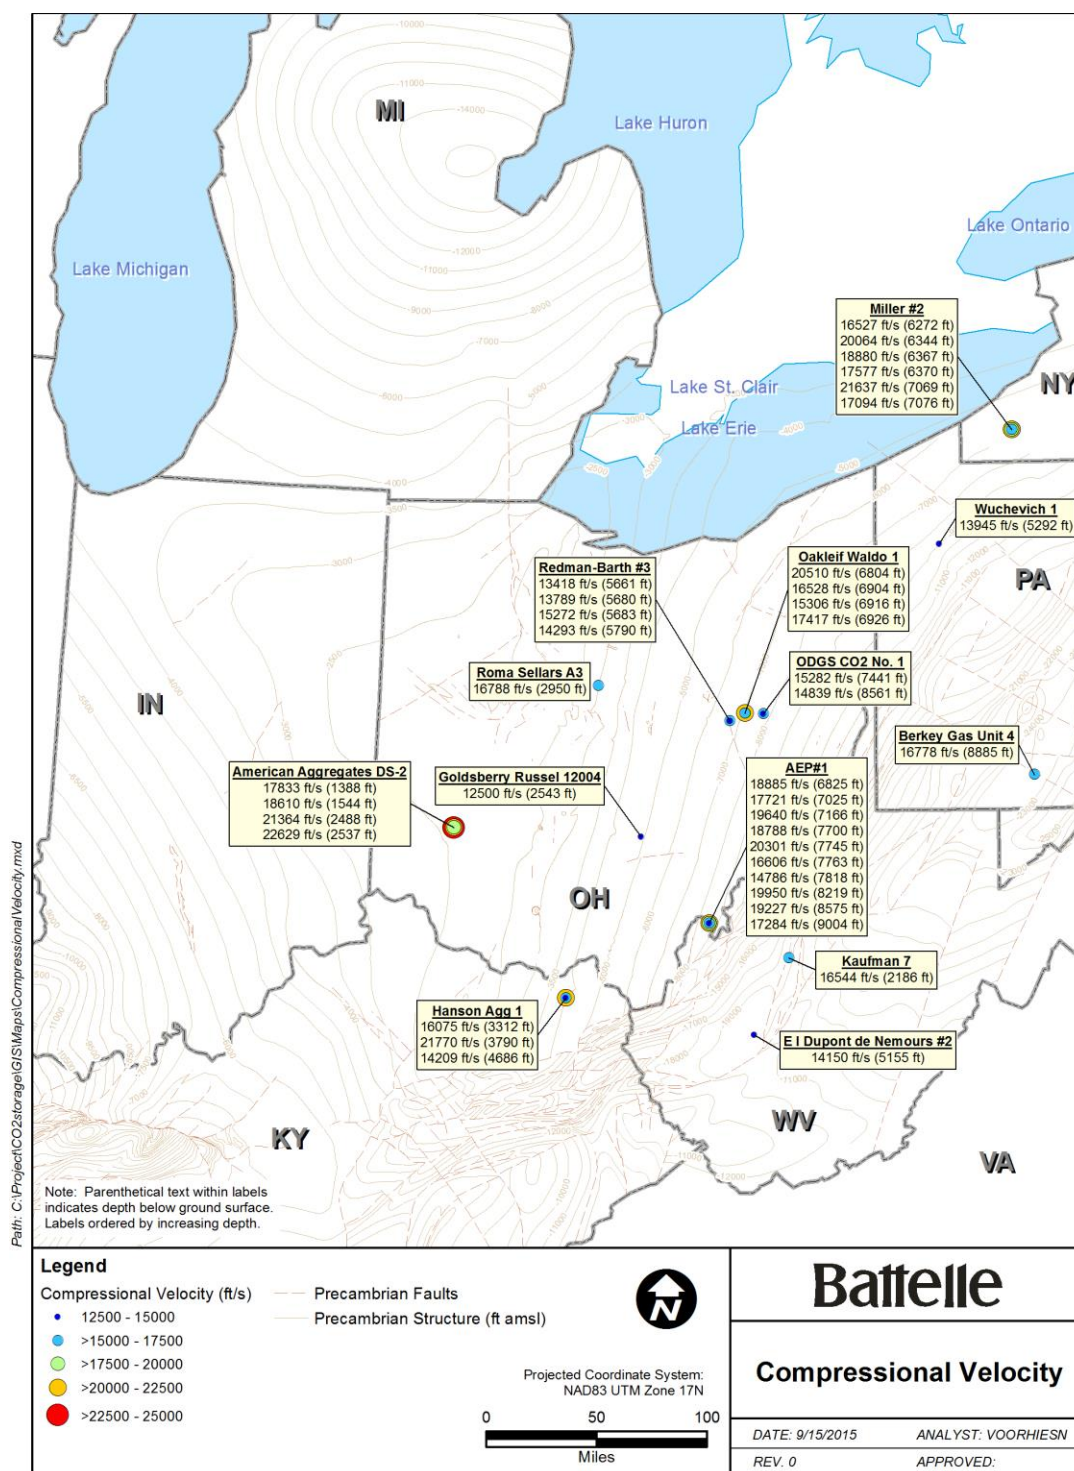 MI
Lake Huron
Lake Ontario
Lake Michigan
Miller #2
16527 ft/s (6272 ft)
20064 ft/s (6344 ft)
18880 ft/s (6367 ft)
17577 ft/s (6370 ft)
21637 ft/s (7069 ft)
17094 ft/s (7076 ft)
NY
Lake St. Clair
Lake Erie
Wuchevich 1
13945 ft/s (5292 ft)
Redman-Barth #3
13418 ft/s (5661 ft)
13789 ft/s (5680 ft)
15272 ft/s (5683 ft)
14293 ft/s (5790 ft)
Oakleif Waldo 1
20510 ft/s (6804 ft)
16528 ft/s (6904 ft)
15306 ft/s (6916 ft)
17417 ft/s (6926 ft)
PA
Roma Sellars A3
16788 ft/s (2950 ft)
ODGS CO2 No. 1
15282 ft/s (7441 ft)
14839 ft/s (8561 ft)
IN
Berkey Gas Unit 4
16778 ft/s (8885 ft)
American Aggregates DS-2
17833 ft/s (1388 ft)
18610 ft/s (1544 ft)
21364 ft/s (2488 ft)
22629 ft/s (2537 ft)
Goldsberry Russel 12004
12500 ft/s (2543 ft)
AEP#1
18885 ft/s (6825 ft)
17721 ft/s (7025 ft)
19640 ft/s (7166 ft)
18788 ft/s (7700 ft)
20301 ft/s (7745 ft)
16606 ft/s (7763 ft)
14786 ft/s (7818 ft)
19950 ft/s (8219 ft)
19227 ft/s (8575 ft)
17284 ft/s (9004 ft)
OH
Kaufman 7
16544 ft/s (2186 ft)
Hanson Agg 1
16075 ft/s (3312 ft)
21770 ft/s (3790 ft)
14209 ft/s (4686 ft)
E I Dupont de Nemours #2
14150 ft/s (5155 ft)
KY
WV
VA
Path: C:\Project\CO2storage\GIS\Maps\CompressionalVelocity.mxd
Note: Parenthetical text within labels
indicates depth below ground surface.
Labels ordered by increasing depth.
Legend
Compressional Velocity (ft/s)
12500 - 15000
>15000 - 17500
>17500 - 20000
>20000 - 22500
>22500 - 25000
Precambrian Faults
Precambrian Structure (ft amsl)
N
Projected Coordinate System:
NAD83 UTM Zone 17N
0 50 100
Miles
Battelle
Compressional Velocity
DATE: 9/15/2015 ANALYST: VOORHIESN
REV. 0 APPROVED: